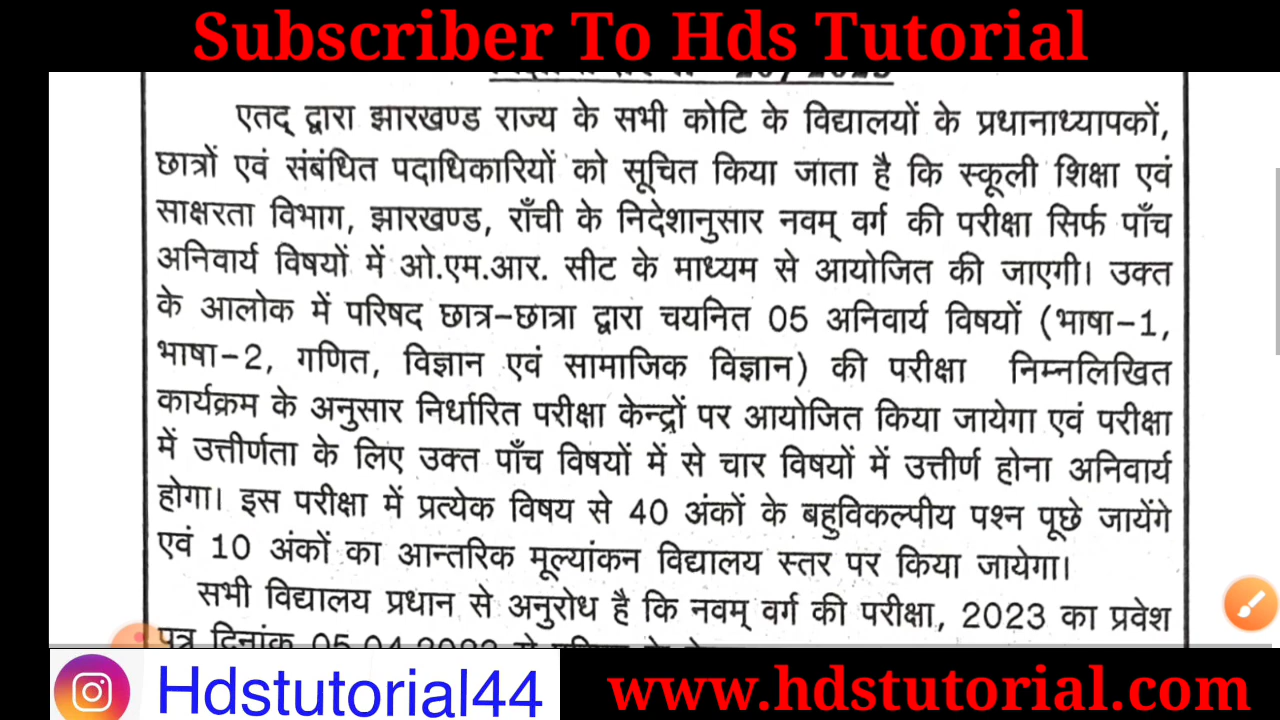 Subscriber To Hds Tutorial
एतद् द्वारा झारखण्ड राज्य के सभी कोटि के विद्यालयों के प्रधानाध्यापकों,
छात्रों एवं संबंधित पदाधिकारियों को सूचित किया जाता है कि स्कूली शिक्षा एवं
साक्षरता विभाग, झारखण्ड, राँची के निदेशानुसार नवम् वर्ग की परीक्षा सिर्फ पाँच
अनिवार्य विषयों में ओ.एम.आर. सीट के माध्यम से आयोजित की जाएगी। उक्त
के आलोक में परिषद छात्र-छात्रा द्वारा चयनित 05 अनिवार्य विषयों (भाषा-1,
भाषा-2, गणित, विज्ञान एवं सामाजिक विज्ञान) की परीक्षा निम्नलिखित
कार्यक्रम के अनुसार निर्धारित परीक्षा केन्द्रों पर आयोजित किया जायेगा एवं परीक्षा
में उत्तीर्णता के लिए उक्त पाँच विषयों में से चार विषयों में उत्तीर्ण होना अनिवार्य
होगा। इस परीक्षा में प्रत्येक विषय से 40 अंकों के बहुविकल्पीय पश्न पूछे जायेंगे
एवं 10 अंकों का आन्तरिक मूल्यांकन विद्यालय स्तर पर किया जायेगा।
सभी विद्यालय प्रधान से अनुरोध है कि नवम् वर्ग की परीक्षा, 2023 का प्रवेश
पत्र दिनांक
Hdstutorial44
www.hdstutorial.com